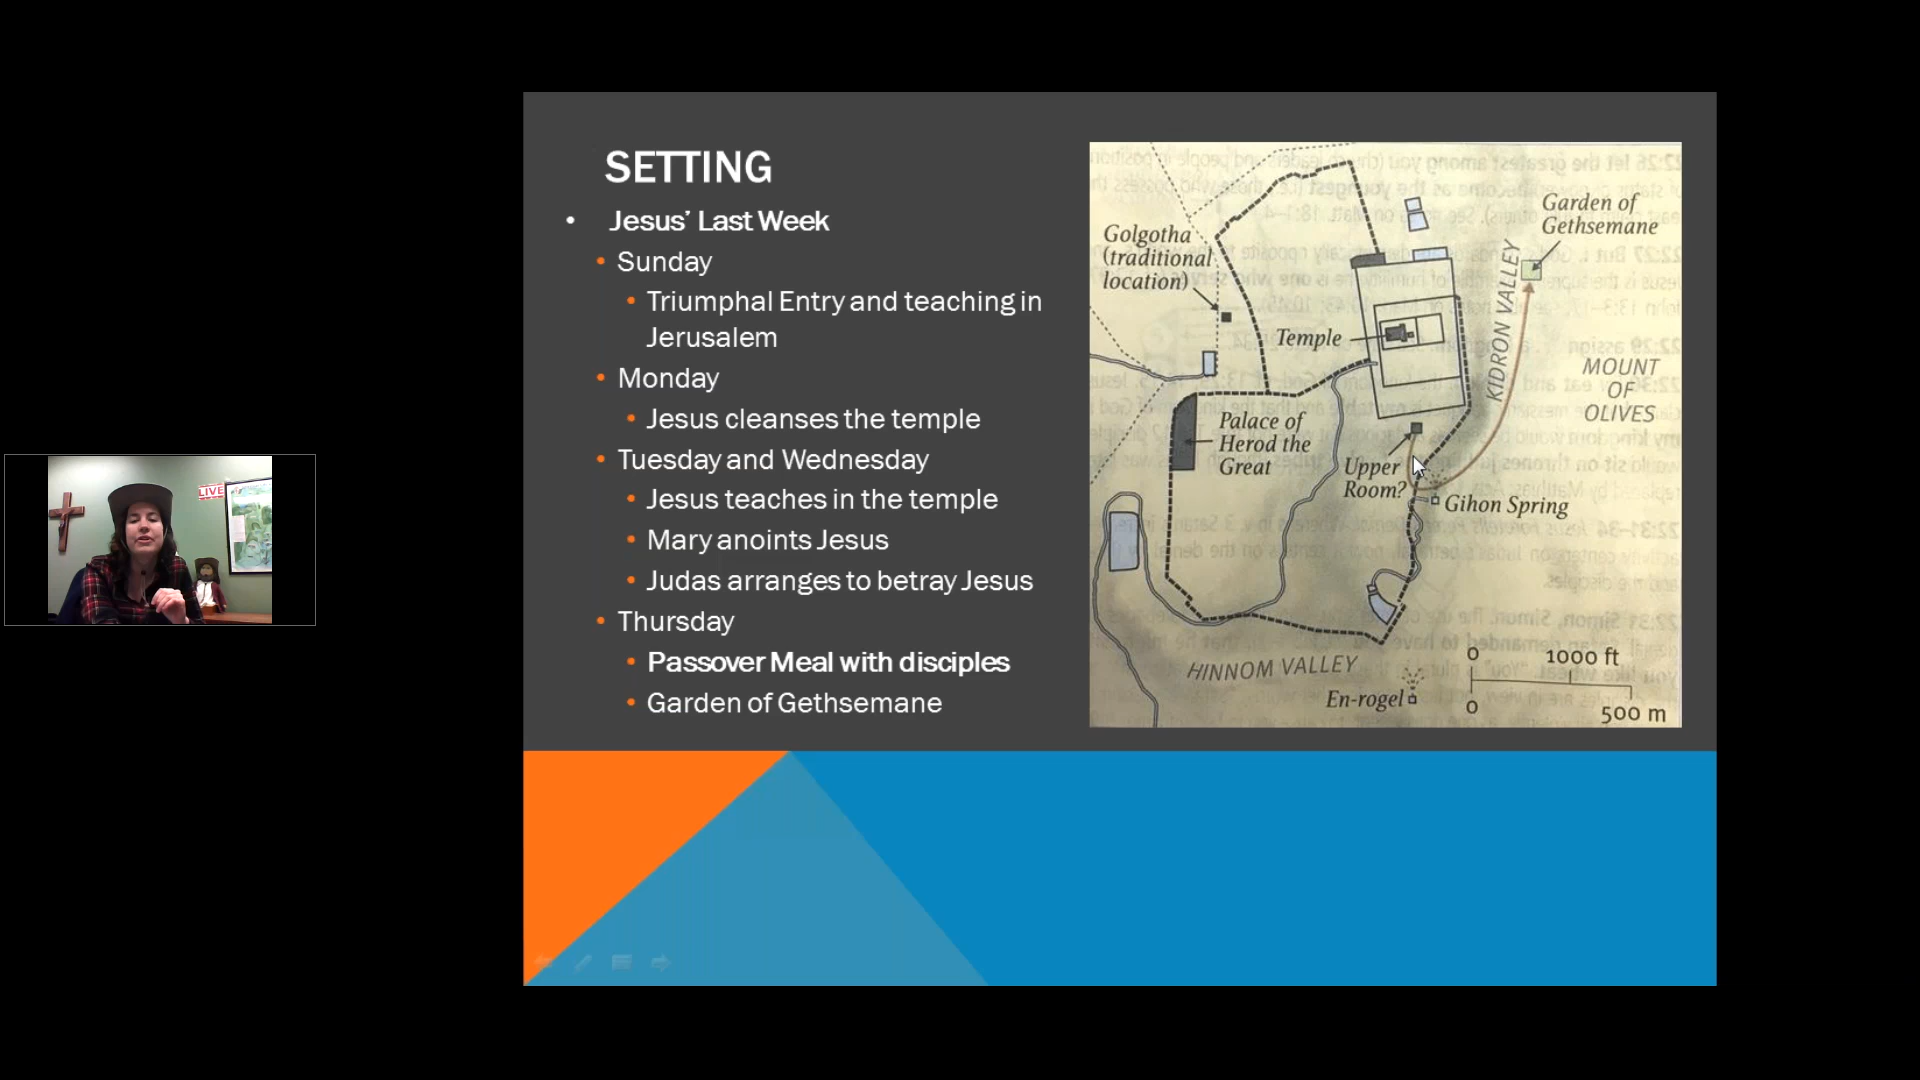 SETTING
• Jesus’ Last Week
• Sunday
• Triumphal Entry and teaching in
Jerusalem
• Monday
• Jesus cleanses the temple
• Tuesday and Wednesday
• Jesus teaches in the temple
• Mary anoints Jesus
• Judas arranges to betray Jesus
• Thursday
• Passover Meal with disciples
• Garden of Gethsemane
Garden of
Gethsemane
Golgotha
(traditional
location)
KIDRON VALLEY
Temple
MOUNT
OF
OLIVES
Palace of
Herod the
Great
Upper
Room?
Gihon Spring
HINNOM VALLEY
En-rogel
0 1000 ft
0 500 m
LIVE